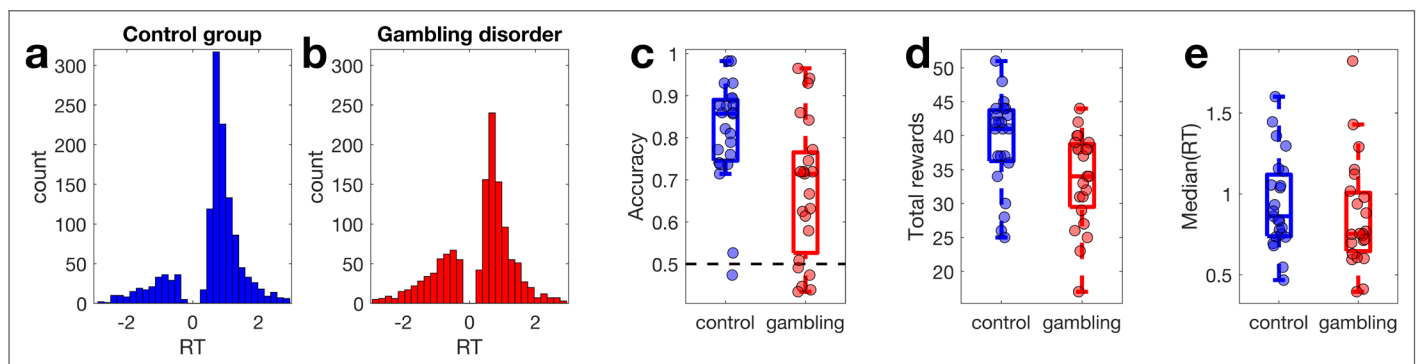 a
Control group
count
300
250
200
150
100
50
0
-2 0 2
RT
b
Gambling disorder
count
300
250
200
150
100
50
0
-2 0 2
RT
c
Accuracy
1
0.9
0.8
0.7
0.6
0.5
control gambling
d
Total rewards
50
45
40
35
30
25
20
control gambling
e
Median(RT)
1.5
1
0.5
control gambling